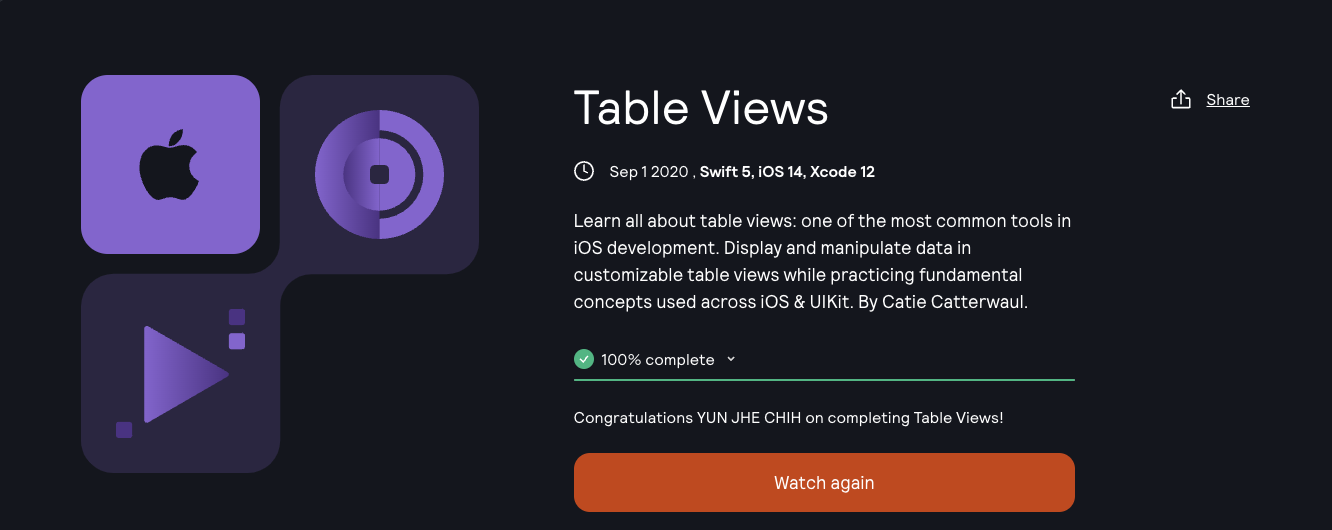 Table Views
Share
Sep 1 2020 , Swift 5, iOS 14, Xcode 12
Learn all about table views: one of the most common tools in
iOS development. Display and manipulate data in
customizable table views while practicing fundamental
concepts used across iOS & UIKit. By Catie Catterwaul.
100% complete
Congratulations YUN JHE CHIH on completing Table Views!
Watch again